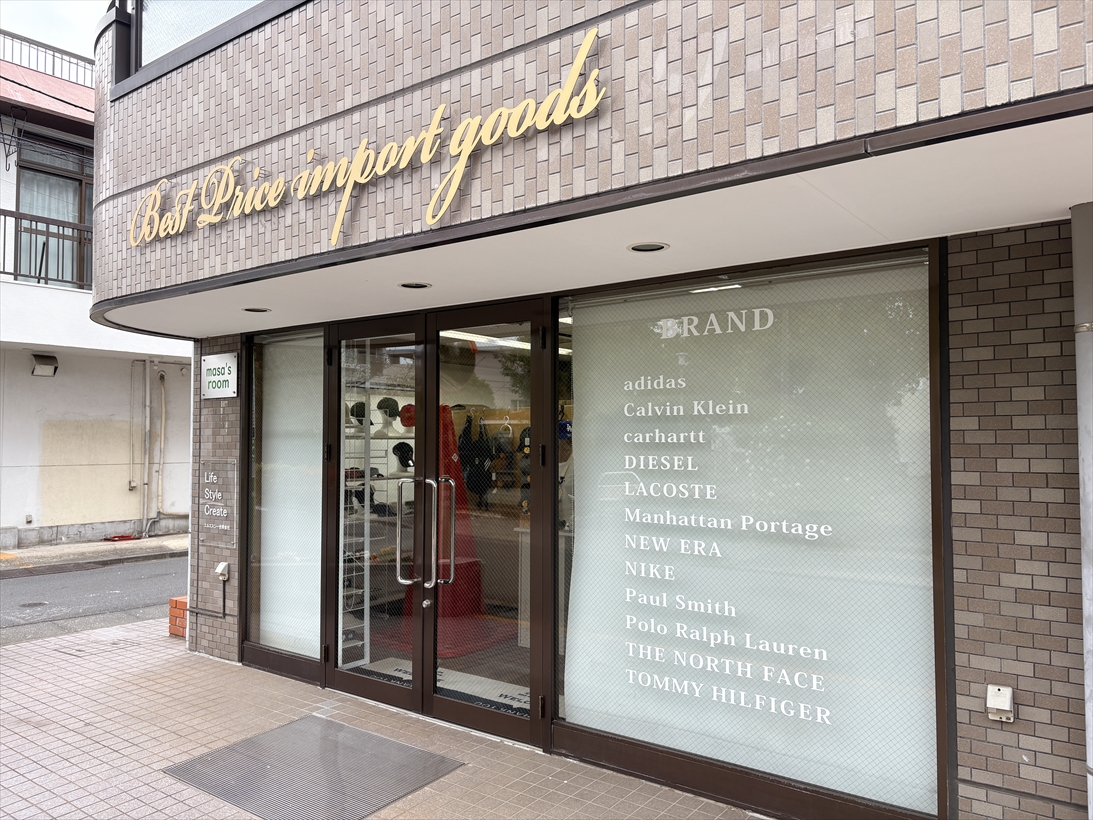 Best Price import goods
masa's
room
Life
Style
Create
BRAND
adidas
Calvin Klein
carhartt
DIESEL
LACOSTE
Manhattan Portage
NEW ERA
NIKE
Paul Smith
Polo Ralph Lauren
THE NORTH FACE
TOMMY HILFIGER